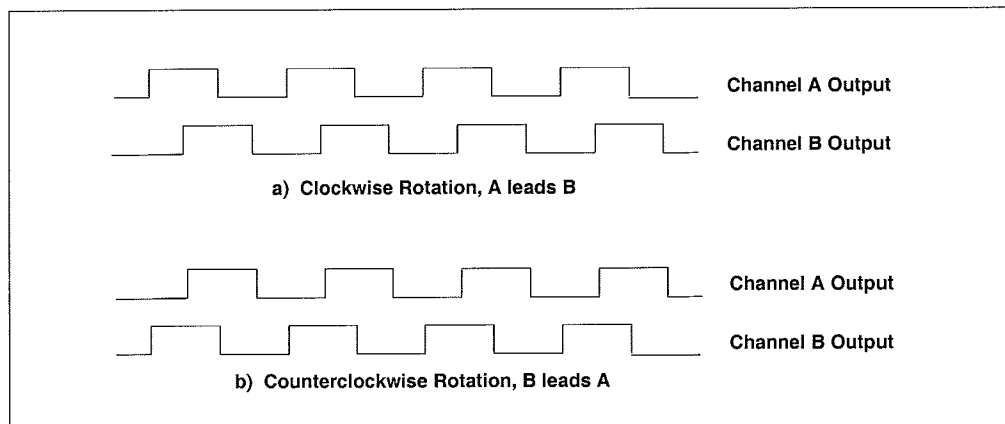 Channel A Output
Channel B Output
a) Clockwise Rotation, A leads B
Channel A Output
Channel B Output
b) Counterclockwise Rotation, B leads A